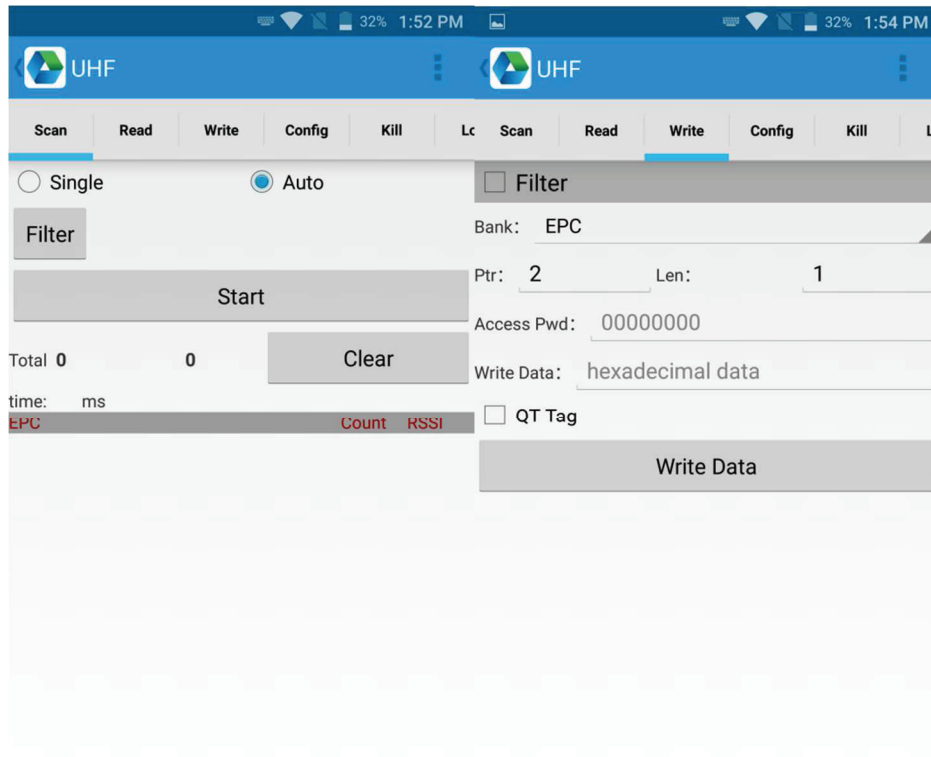 32% 1:52 PM
UHF
Scan Read Write Config Kill Lo
Single Auto
Filter
Start
Total 0 0 Clear
time: ms
EPC Count RSSI
32% 1:54 PM
UHF
Scan Read Write Config Kill L
Filter
Bank: EPC
Ptr: 2 Len: 1
Access Pwd: 00000000
Write Data: hexadecimal data
QT Tag
Write Data